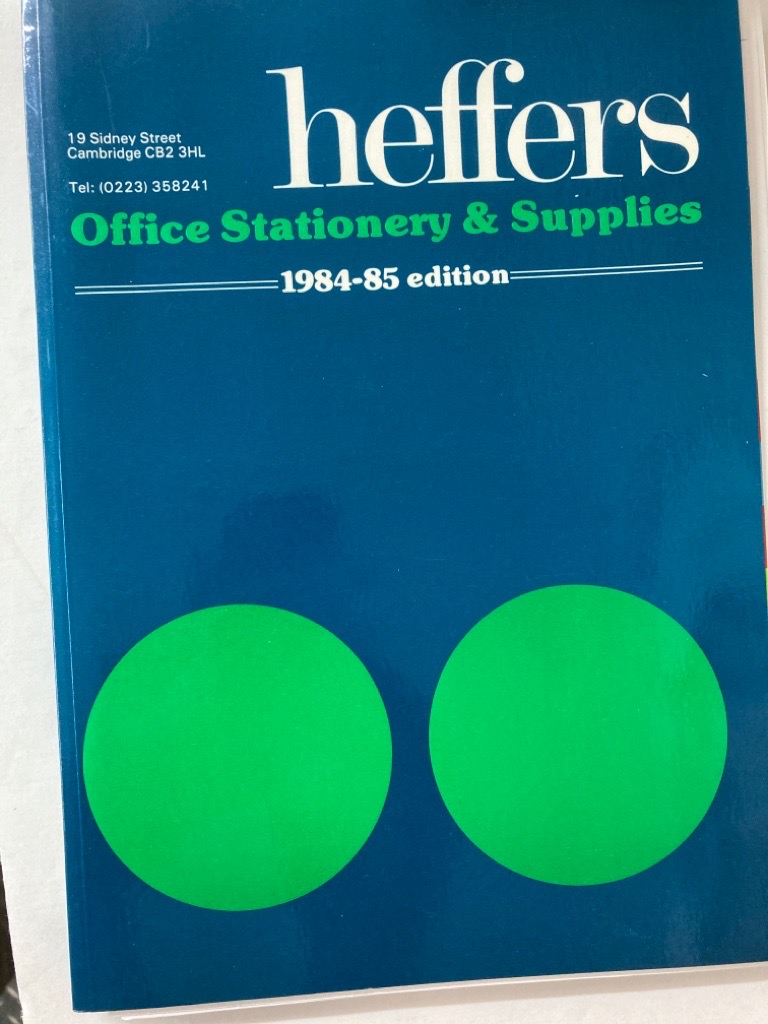 heffers
19 Sidney Street
Cambridge CB2 3HL
Tel: (0223) 358241
Office Stationery & Supplies
1984-85 edition